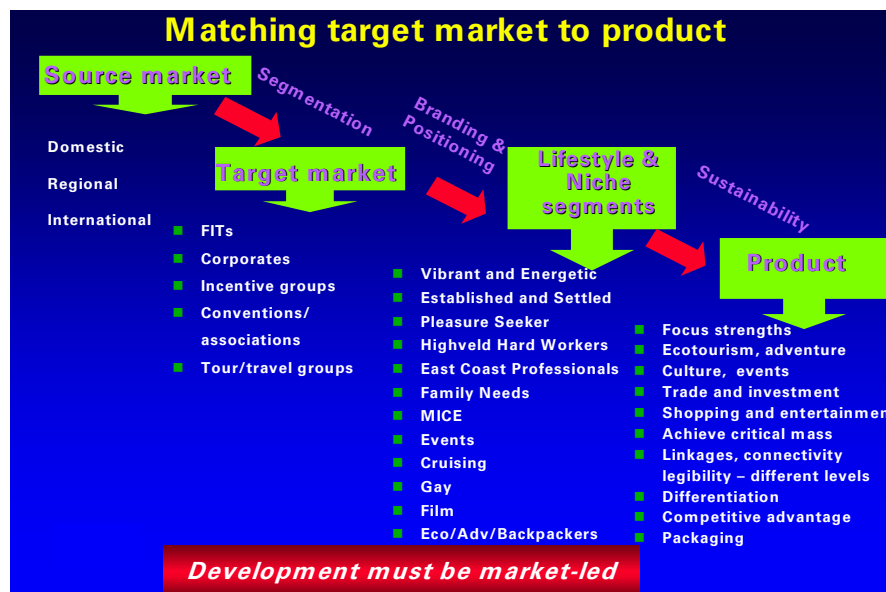 Matching target market to product
Source market
Segmentation
Domestic
Regional
International
Target market
FITs
Corporates
Incentive groups
Conventions/
associations
Tour/travel groups
Branding &
Positioning
Lifestyle &
Niche
segments
Vibrant and Energetic
Established and Settled
Pleasure Seeker
Highveld Hard Workers
East Coast Professionals
Family Needs
MICE
Events
Cruising
Gay
Film
Eco/Adv/Backpackers
Sustainability
Product
Focus strengths
Ecotourism, adventure
Culture, events
Trade and investment
Shopping and entertainmen
Achieve critical mass
Linkages, connectivity
legibility – different levels
Differentiation
Competitive advantage
Packaging
Development must be market-led